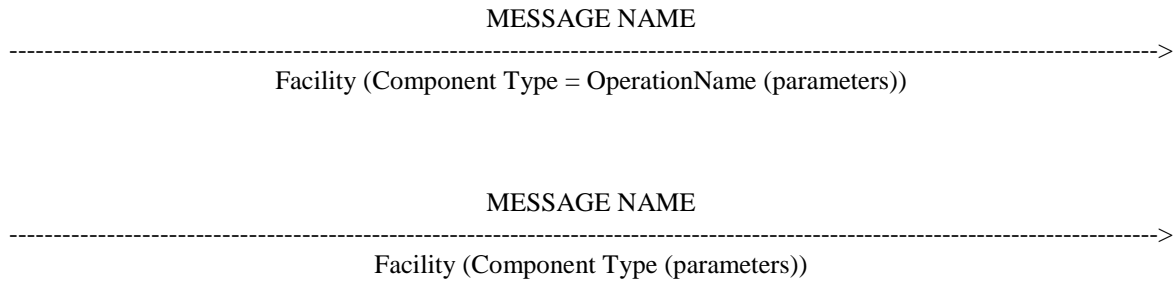 MESSAGE NAME
------------------------------------------------------------------------------------------------------------------------------------>
Facility (Component Type = OperationName (parameters))
MESSAGE NAME
------------------------------------------------------------------------------------------------------------------------------------>
Facility (Component Type (parameters))